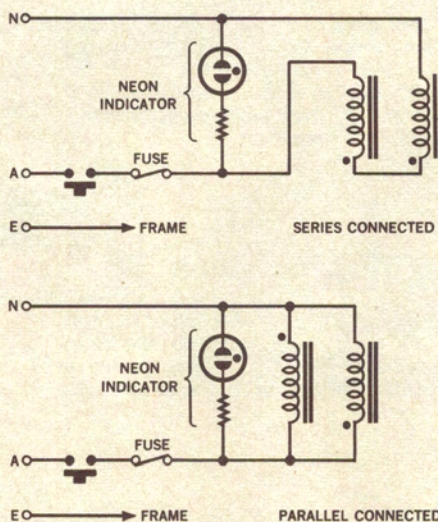 N
NEON
INDICATOR
A
FUSE
E
FRAME
SERIES CONNECTED
N
NEON
INDICATOR
A
FUSE
E
FRAME
PARALLEL CONNECTED